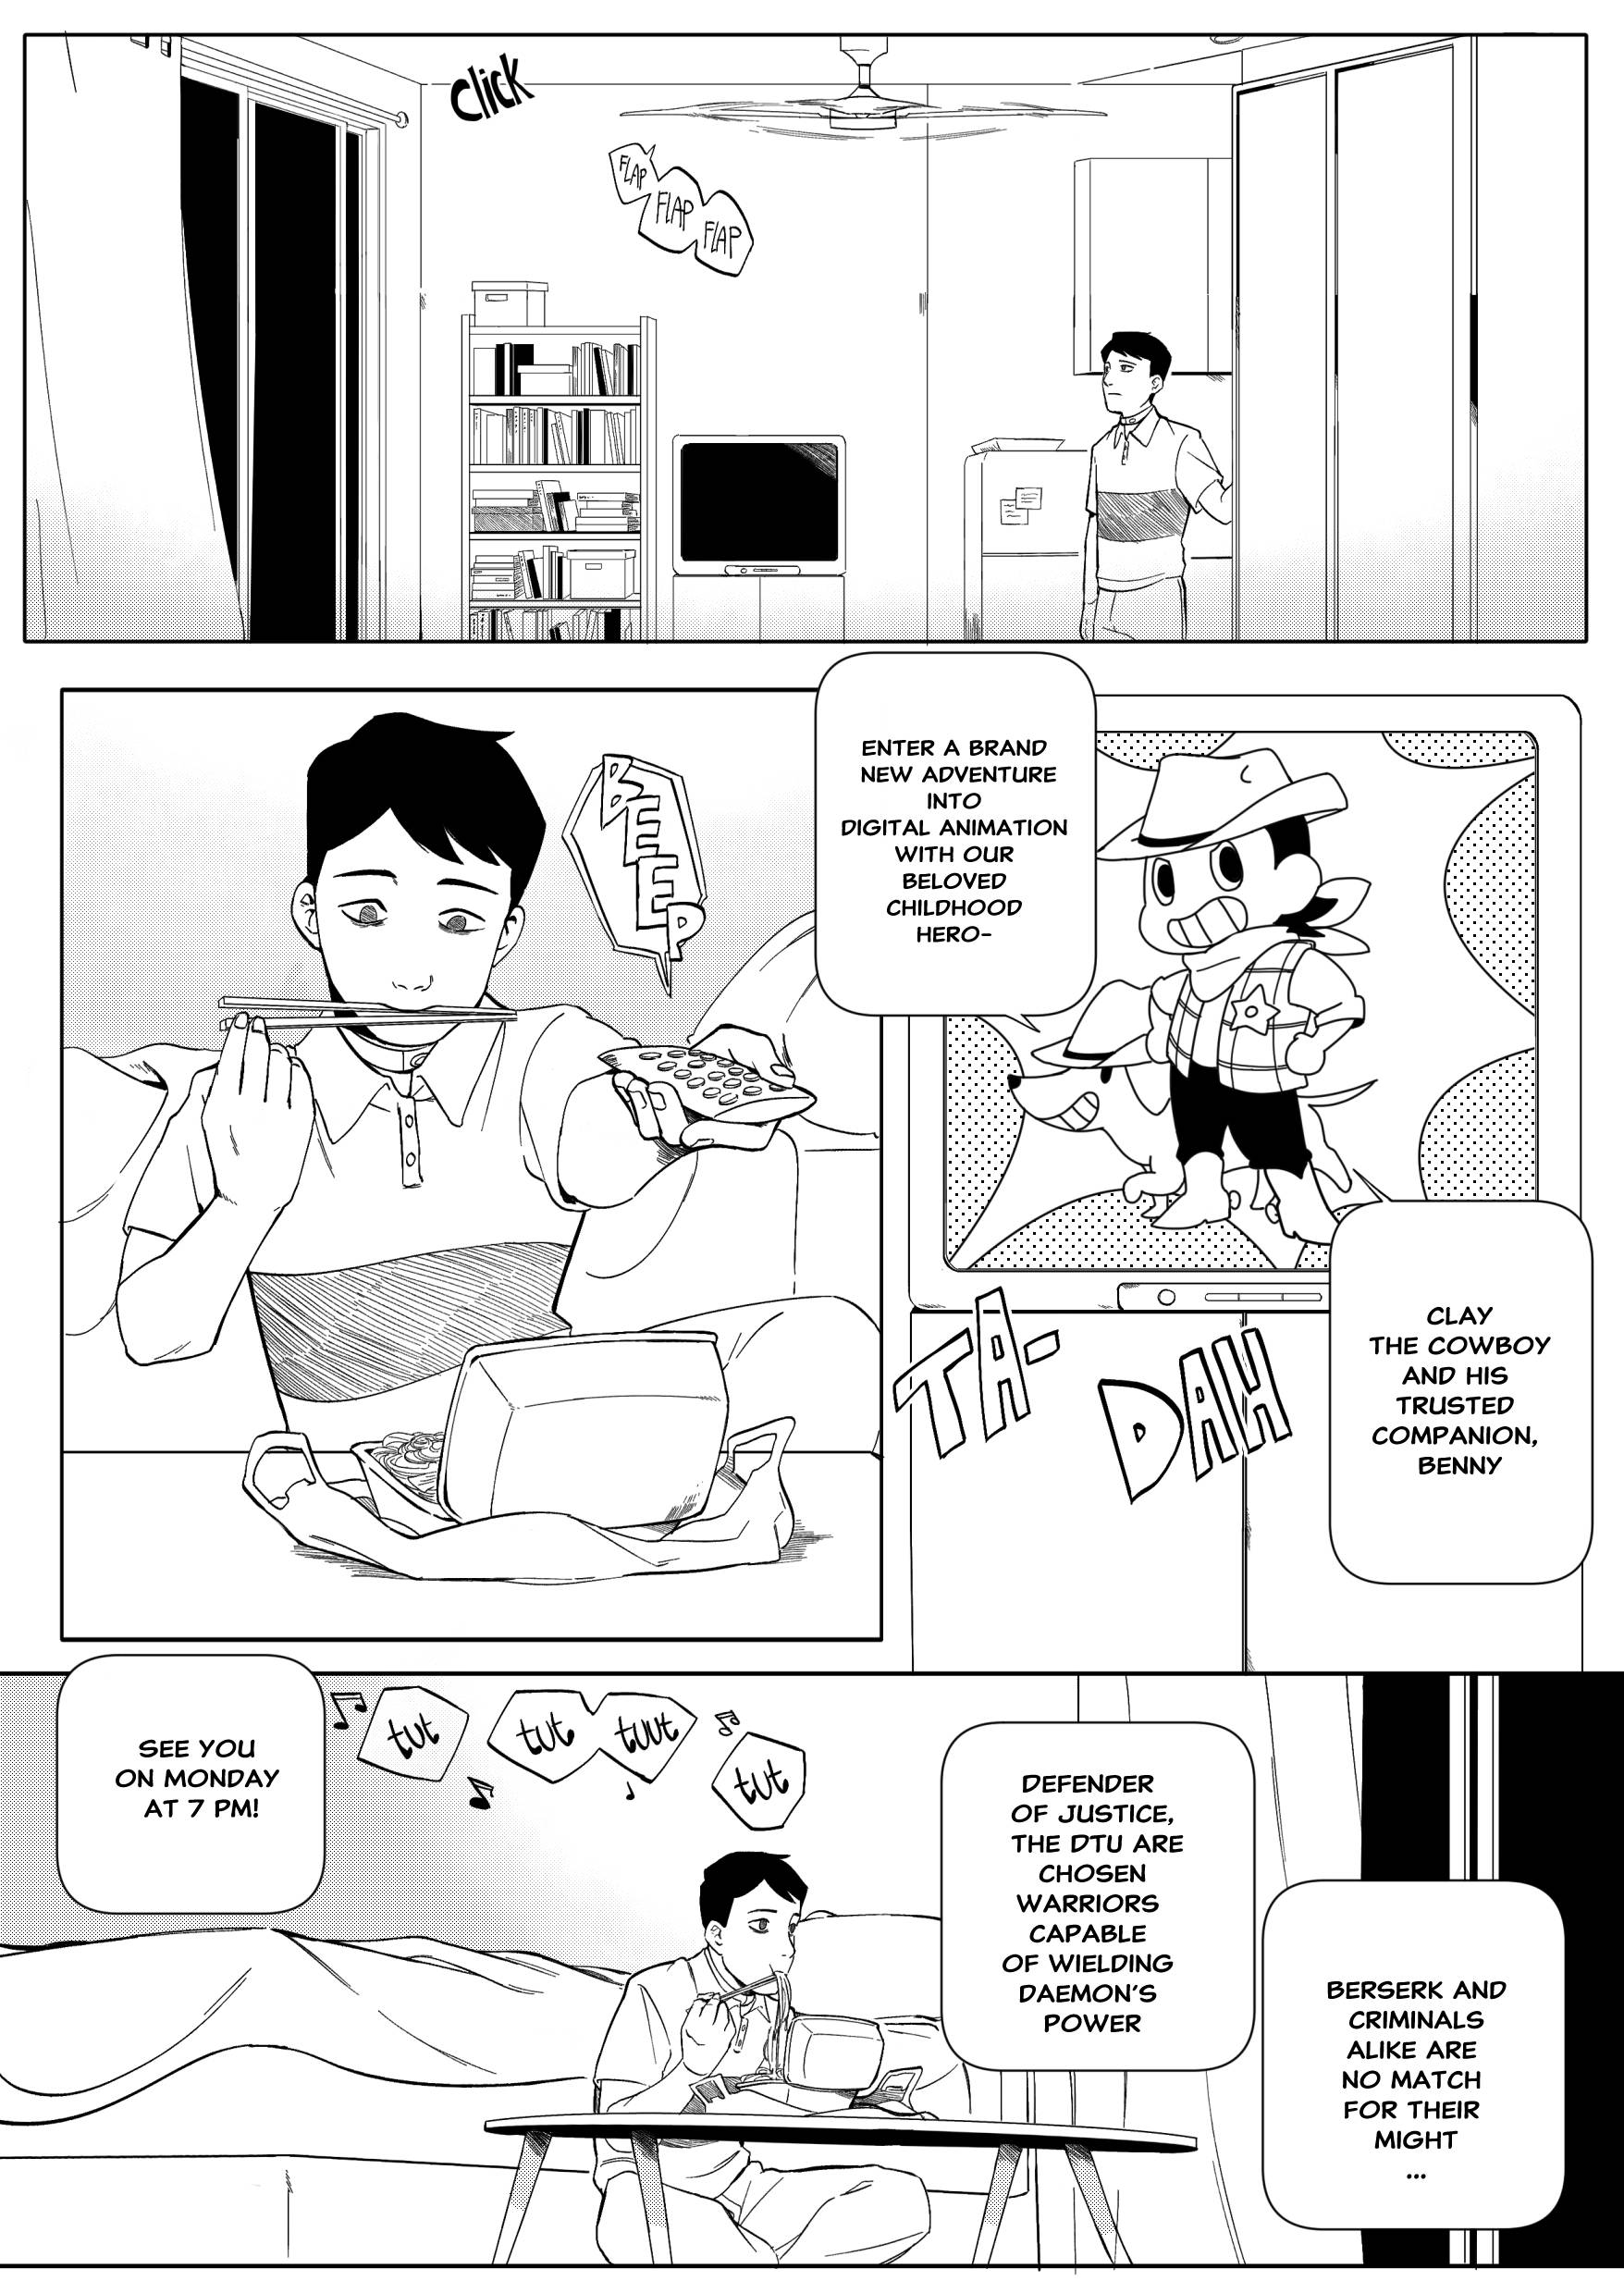 Click
FLAP
FLAP
FLAP
BEEP
ENTER A BRAND
NEW ADVENTURE
INTO
DIGITAL ANIMATION
WITH OUR
BELOVED
CHILDHOOD
HERO-
TA-
DAH
CLAY
THE COWBOY
AND HIS
TRUSTED
COMPANION,
BENNY
SEE YOU
ON MONDAY
AT 7 PM!
tut
tut
tuut
tut
DEFENDER
OF JUSTICE,
THE DTU ARE
CHOSEN
WARRIORS
CAPABLE
OF WIELDING
DAEMON'S
POWER
BERSERK AND
CRIMINALS
ALIKE ARE
NO MATCH
FOR THEIR
MIGHT
...